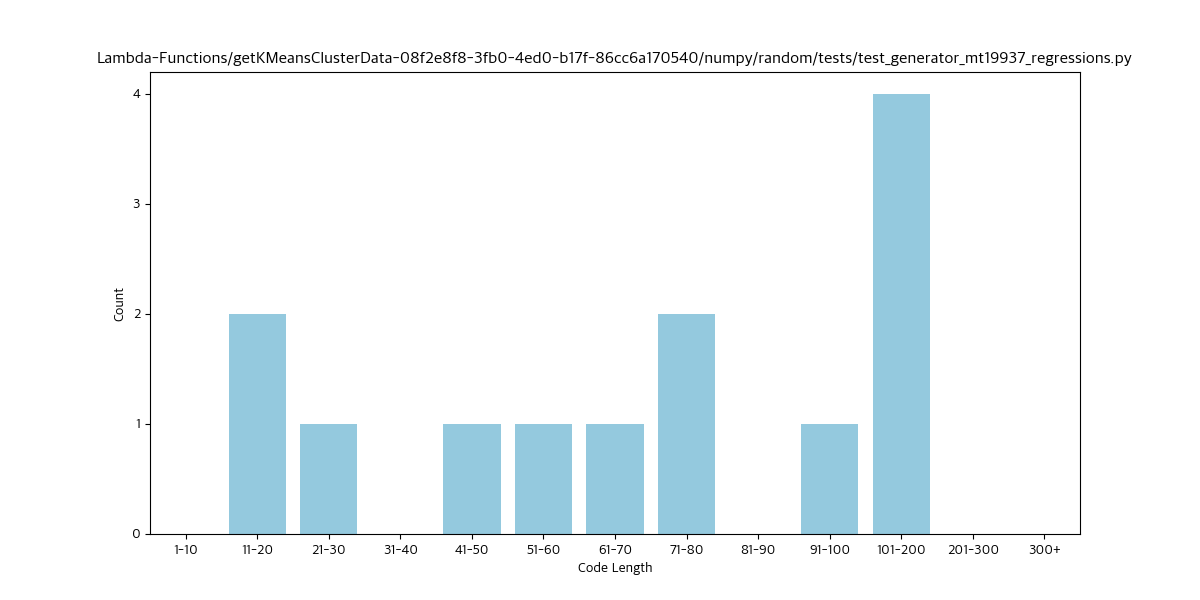 Lambda-Functions/getKMeansClusterData-08f2e8f8-3fb0-4ed0-b17f-86cc6a170540/numpy/random/tests/test_generator_mt19937_regressions.py
4
3
2
1
0
Count
1-10 11-20 21-30 31-40 41-50 51-60 61-70 71-80 81-90 91-100 101-200 201-300 300+
Code Length